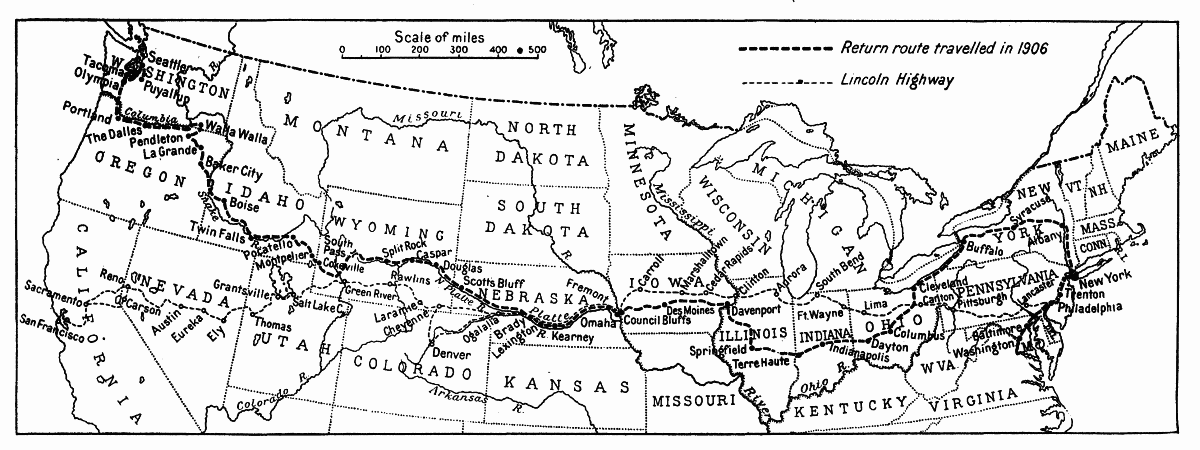 Scale of miles
0 100 200 300 400 500
Return route travelled in 1906
Lincoln Highway
Seattle
Tacoma
WASHINGTON
Olympia
Puyallup
R.
Portland
Columbia
Walla Walla
The Dalles
Pendleton
La Grande
OREGON
Baker City
IDAHO
Boise
Snake
R.
Twin Falls
Pocatello
Montpelier
Cokeville
MONTANA
Missouri
R.
NORTH
DAKOTA
SOUTH
DAKOTA
WYOMING
South
Pass
Split Rock
Caspar
Douglas
Rawlins
Green River
Laramie
Cheyenne
Scotts Bluff
NEBRASKA
N. Platte
Platte
R.
Ogalalla
Brady
Lexington
Kearney
Fremont
Omaha
CALIFORNIA
Sacramento
San Francisco
Reno
Carson
NEVADA
Austin
Eureka
Ely
Grantsville
Salt Lake C.
Thomas
UTAH
Colorado
R.
COLORADO
Denver
Arkansas
R.
KANSAS
MINNESOTA
Mississippi
WISCONSIN
MICHIGAN
IOWA
Carroll
Marshalltown
Cedar Rapids
Clinton
Des Moines
Council Bluffs
Davenport
Aurora
South Bend
ILLINOIS
Springfield
Terre Haute
MISSOURI
River
Ft. Wayne
INDIANA
Indianapolis
Lima
OHIO
Dayton
Columbus
Cleveland
Canton
Ohio
R.
KENTUCKY
VIRGINIA
W VA
Pittsburgh
PENNSYLVANIA
Lancaster
Buffalo
NEW
YORK
Syracuse
Albany
VT.
NH
MAINE
MASS
CONN.
New York
Trenton
Philadelphia
Baltimore
Washington
MD.